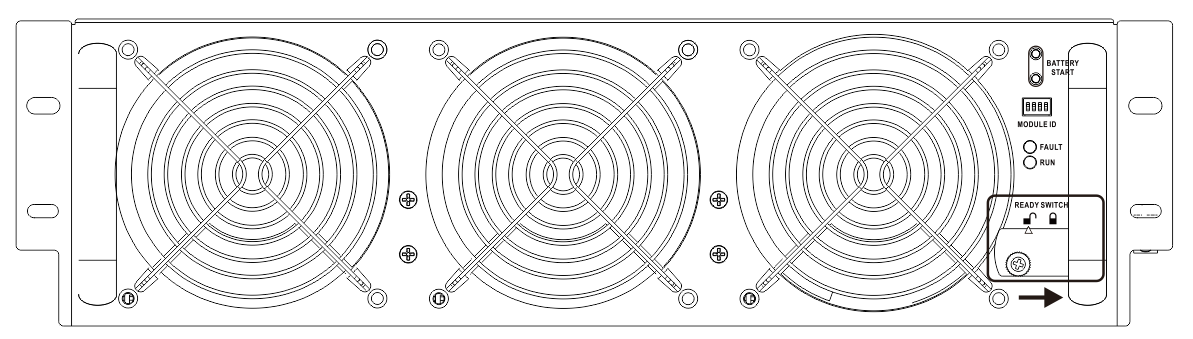 BATTERY
START
MODULE ID
FAULT
RUN
READY SWITCH